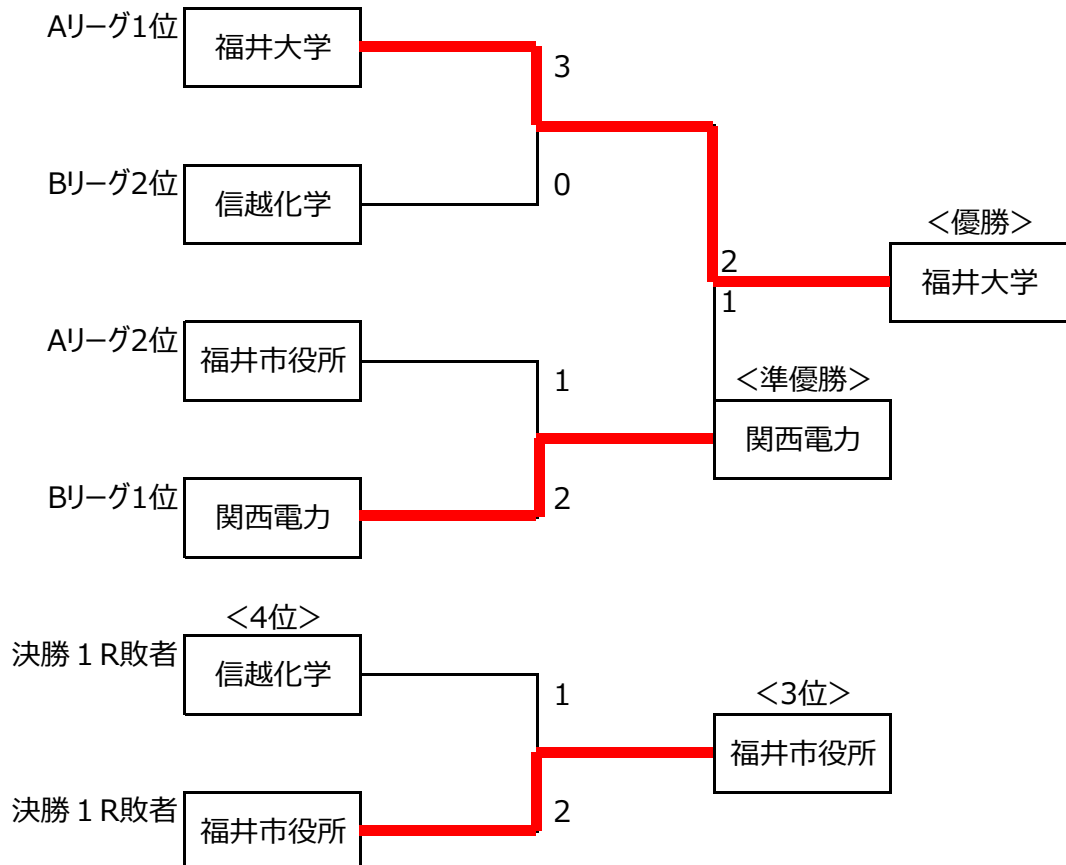 Aリーグ1位
福井大学
3
Bリーグ2位
信越化学
0
<優勝>
福井大学
2
1
Aリーグ2位
福井市役所
1
<準優勝>
関西電力
Bリーグ1位
関西電力
2
<4位>
決勝１R敗者
信越化学
1
<3位>
福井市役所
決勝１R敗者
福井市役所
2